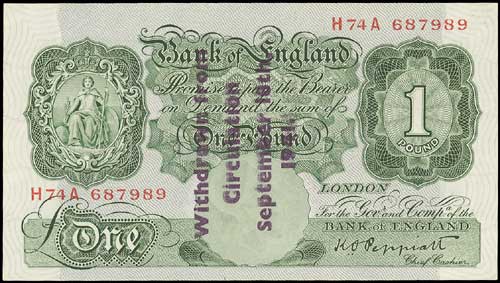 H74A 687989
Bank of England
Promise to pay the Bearer
on Demand the sum of
One Pound
1
POUND
H74A 687989
LONDON
For the Govr. and Compa. of the
BANK OF ENGLAND
K O Peppiatt
Chief Cashier.
£One
Withdrawn from
Circulation
September 18th
1941.